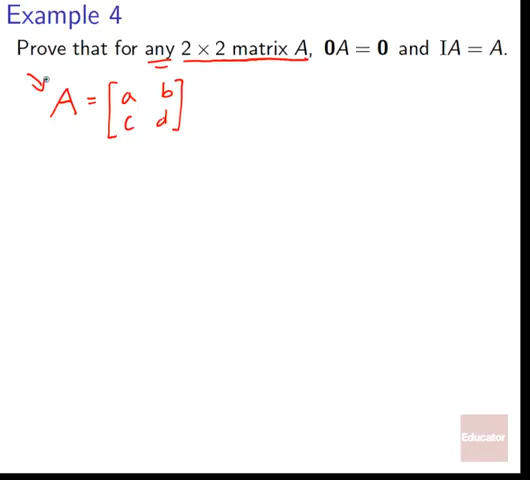 Example 4
Prove that for any 2 × 2 matrix A, 0A = 0 and IA = A.
A = [a b
c d]
Educator